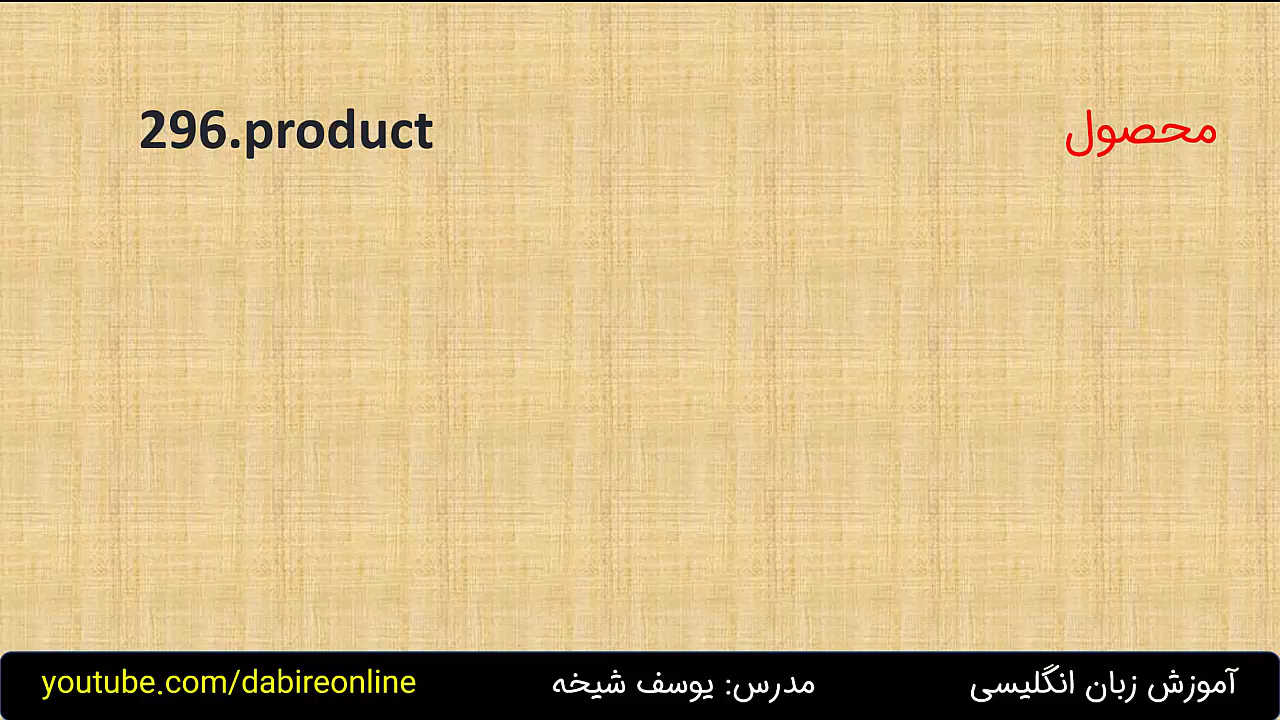 296.product
محصول
youtube.com/dabireonline
مدرس: یوسف شیخه
آموزش زبان انگلیسی